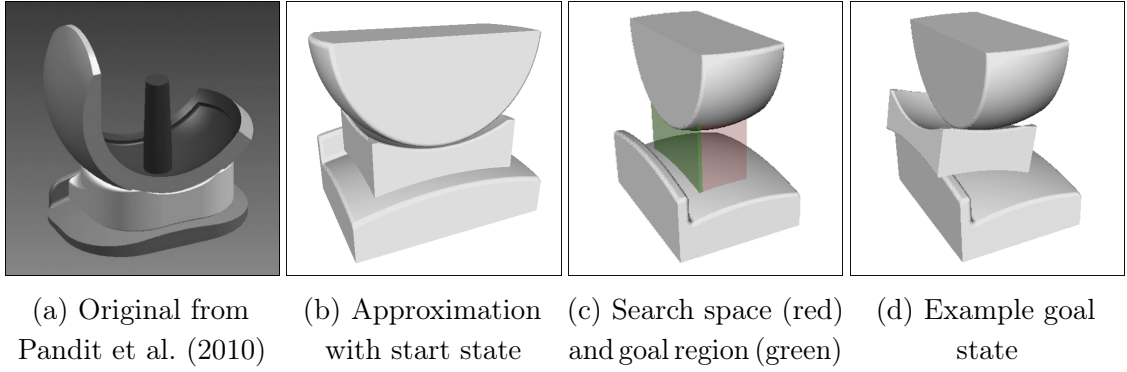 (a) Original from
Pandit et al. (2010)
(b) Approximation
with start state
(c) Search space (red)
and goal region (green)
(d) Example goal
state